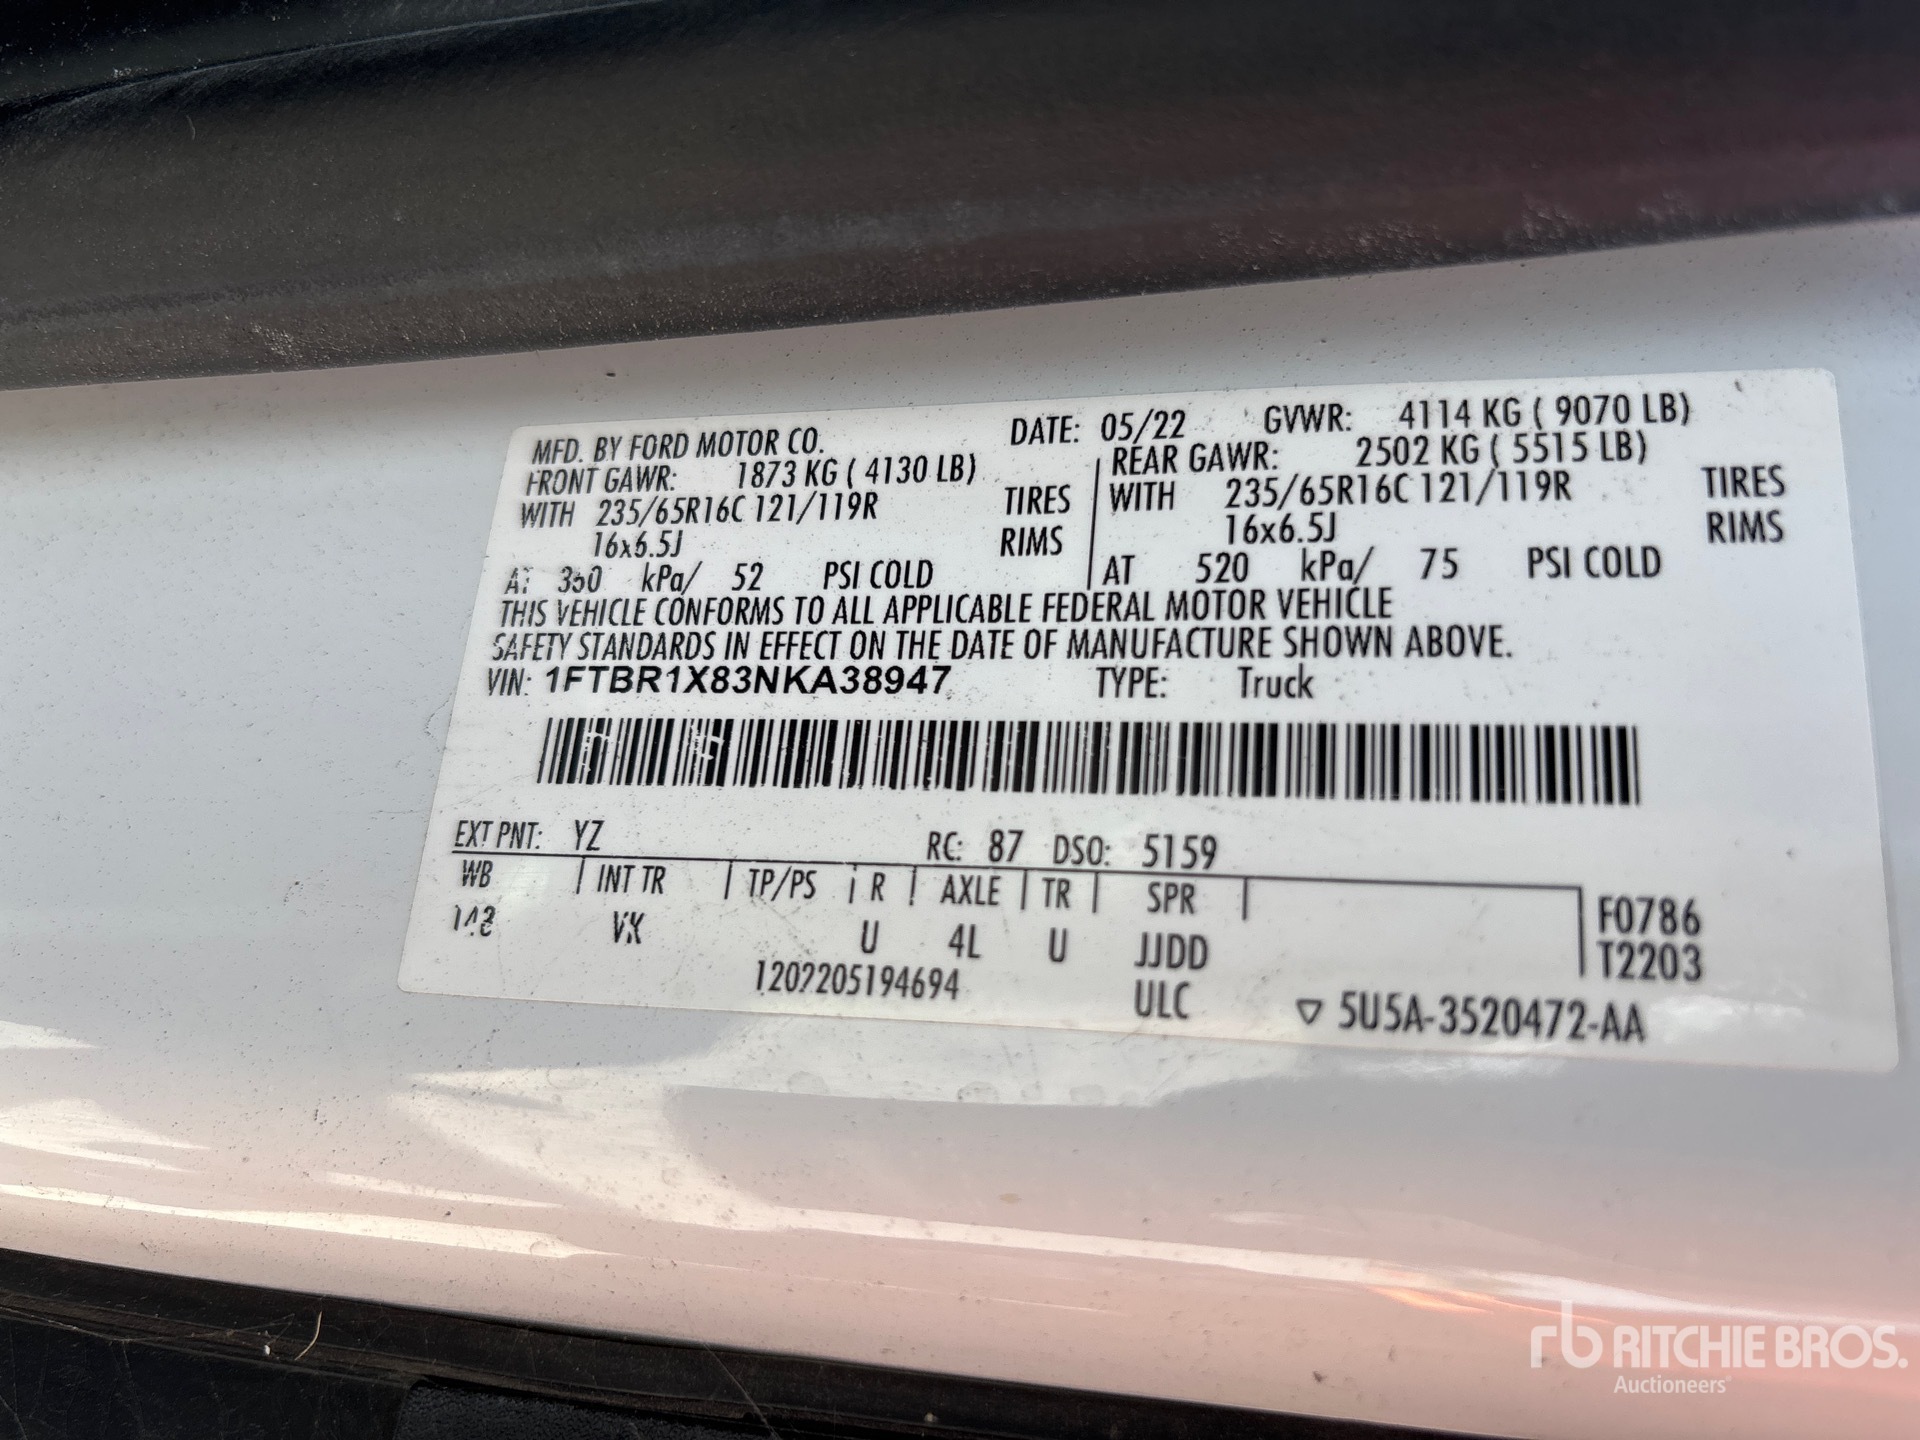 MFD. BY FORD MOTOR CO. DATE: 05/22 GVWR: 4114 KG ( 9070 LB)
FRONT GAWR: 1873 KG ( 4130 LB) REAR GAWR: 2502 KG ( 5515 LB)
WITH 235/65R16C 121/119R TIRES WITH 235/65R16C 121/119R TIRES
16x6.5J RIMS 16x6.5J RIMS
AT 360 kPa/ 52 PSI COLD AT 520 kPa/ 75 PSI COLD
THIS VEHICLE CONFORMS TO ALL APPLICABLE FEDERAL MOTOR VEHICLE
SAFETY STANDARDS IN EFFECT ON THE DATE OF MANUFACTURE SHOWN ABOVE.
VIN: 1FTBR1X83NKA38947 TYPE: Truck
EXT PNT: YZ RC: 87 DSO: 5159
WB INT TR TP/PS R AXLE TR SPR F0786
148 VK U 4L U JJDD T2203
1202205194694 ULC ▽ 5U5A-3520472-AA
rb RITCHIE BROS.
Auctioneers